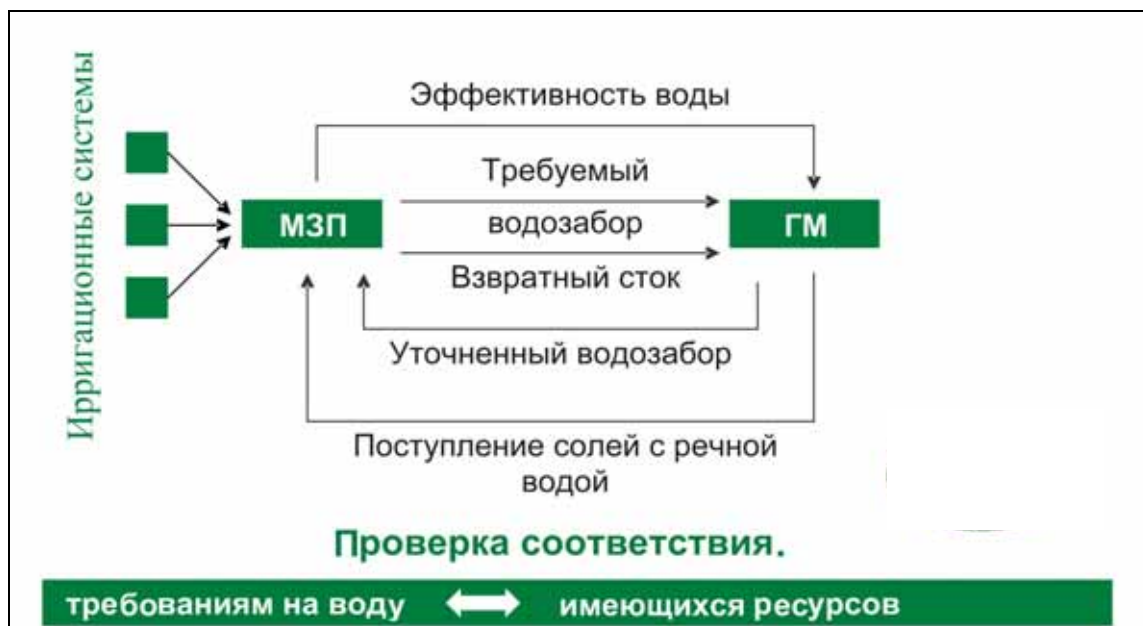 Ирригационные системы
Эффективность воды
Требуемый
МЗП
водозабор
ГМ
Взвратный сток
Уточненный водозабор
Поступление солей с речной
водой
Проверка соответствия.
требованиям на воду имеющихся ресурсов